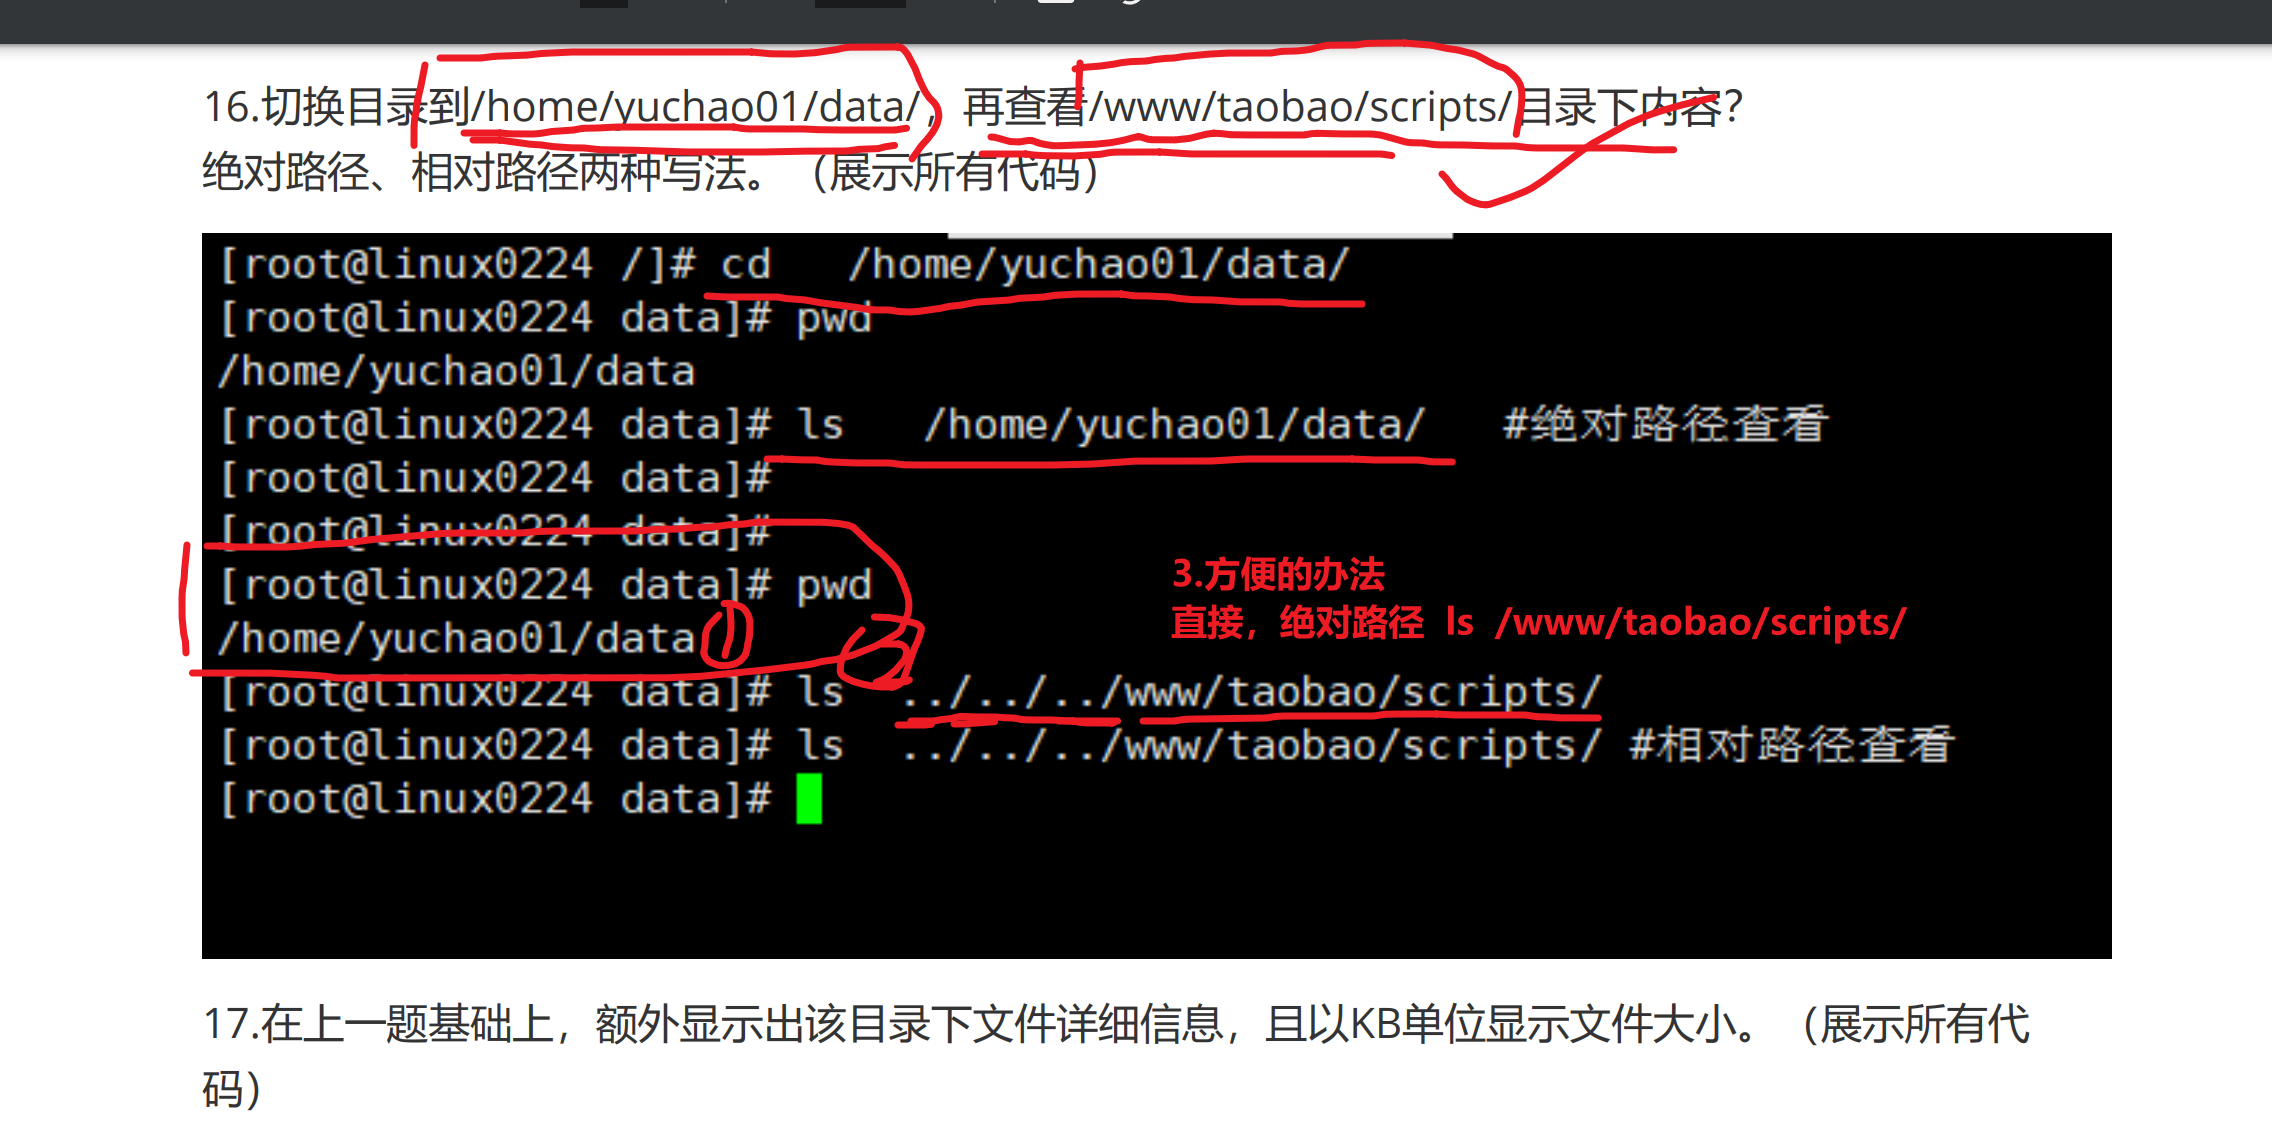 16.切换目录到/home/yuchao01/data/，再查看/www/taobao/scripts/目录下内容？
绝对路径、相对路径两种写法。（展示所有代码）
[root@linux0224 /]# cd   /home/yuchao01/data/
[root@linux0224 data]# pwd
/home/yuchao01/data
[root@linux0224 data]# ls   /home/yuchao01/data/   #绝对路径查看
[root@linux0224 data]#
[root@linux0224 data]#
[root@linux0224 data]# pwd
3.方便的办法
/home/yuchao01/data ① ②
直接，绝对路径 ls /www/taobao/scripts/
[root@linux0224 data]# ls  ../../../www/taobao/scripts/
[root@linux0224 data]# ls  ../../../www/taobao/scripts/ #相对路径查看
[root@linux0224 data]#
17.在上一题基础上，额外显示出该目录下文件详细信息，且以KB单位显示文件大小。（展示所有代
码）